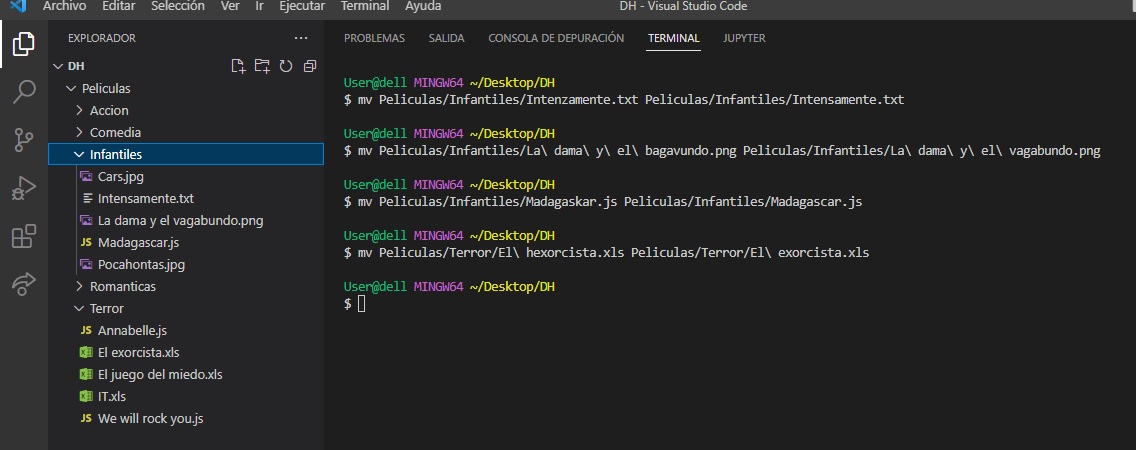 Archivo Editar Selección Ver Ir Ejecutar Terminal Ayuda DH - Visual Studio Code
EXPLORADOR
DH
Peliculas
Accion
Comedia
Infantiles
Cars.jpg
Intensamente.txt
La dama y el vagabundo.png
JS Madagascar.js
Pocahontas.jpg
Romanticas
Terror
JS Annabelle.js
El exorcista.xls
El juego del miedo.xls
IT.xls
JS We will rock you.js
PROBLEMAS SALIDA CONSOLA DE DEPURACIÓN TERMINAL JUPYTER
User@dell MINGW64 ~/Desktop/DH
$ mv Peliculas/Infantiles/Intenzamente.txt Peliculas/Infantiles/Intensamente.txt
User@dell MINGW64 ~/Desktop/DH
$ mv Peliculas/Infantiles/La\ dama\ y\ el\ bagavundo.png Peliculas/Infantiles/La\ dama\ y\ el\ vagabundo.png
User@dell MINGW64 ~/Desktop/DH
$ mv Peliculas/Infantiles/Madagaskar.js Peliculas/Infantiles/Madagascar.js
User@dell MINGW64 ~/Desktop/DH
$ mv Peliculas/Terror/El\ hexorcista.xls Peliculas/Terror/El\ exorcista.xls
User@dell MINGW64 ~/Desktop/DH
$